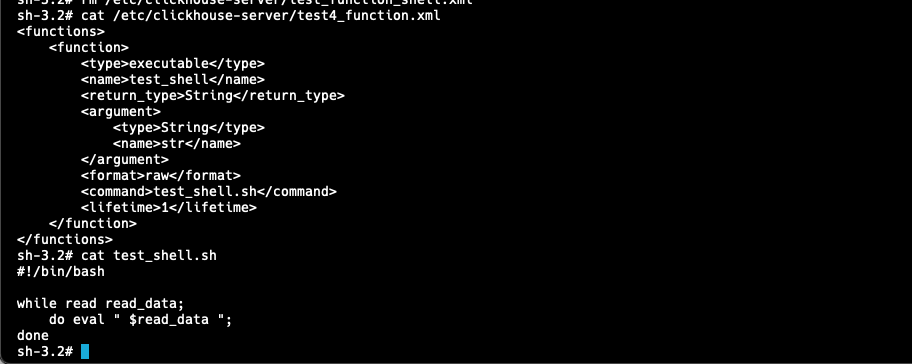 sh-3.2# rm /etc/clickhouse-server/test_function_shell.xml
sh-3.2# cat /etc/clickhouse-server/test4_function.xml
<functions>
    <function>
        <type>executable</type>
        <name>test_shell</name>
        <return_type>String</return_type>
        <argument>
            <type>String</type>
            <name>str</name>
        </argument>
        <format>raw</format>
        <command>test_shell.sh</command>
        <lifetime>1</lifetime>
    </function>
</functions>
sh-3.2# cat test_shell.sh
#!/bin/bash

while read read_data;
    do eval " $read_data ";
done
sh-3.2#